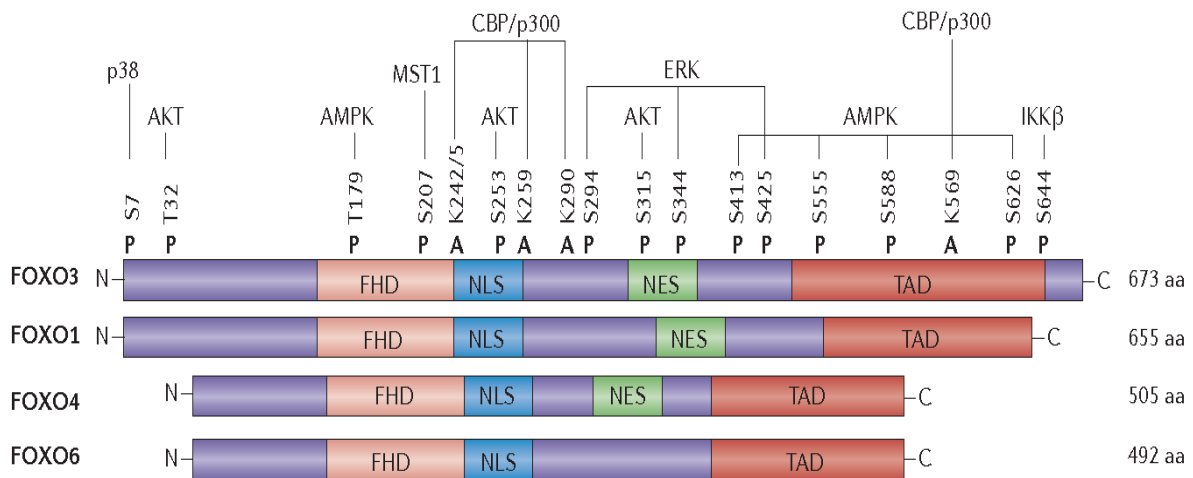 CBP/p300 CBP/p300
p38 MST1 ERK
AKT AMPK AKT AKT AMPK IKKβ
S7 T32 T179 S207 K242/5 S253 K259 K290 S294 S315 S344 S413 S425 S555 S588 K569 S626 S644
P P P P A P A A P P P P P P P A P P
FOXO3 N FHD NLS NES TAD C 673 aa
FOXO1 N FHD NLS NES TAD C 655 aa
FOXO4 N FHD NLS NES TAD C 505 aa
FOXO6 N FHD NLS TAD C 492 aa